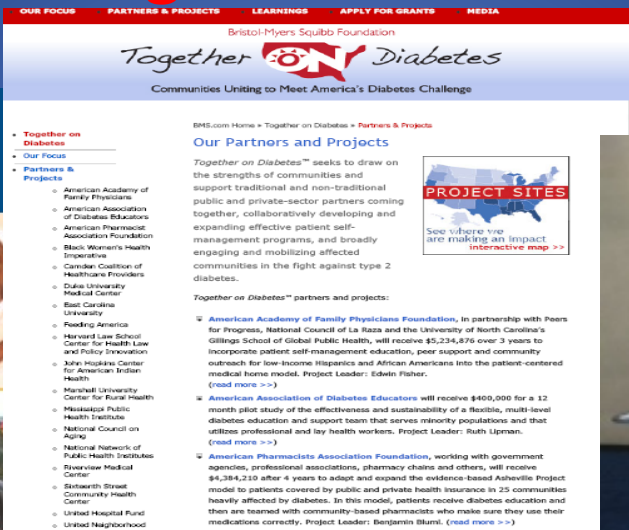 OUR FOCUS PARTNERS & PROJECTS LEARNINGS APPLY FOR GRANTS MEDIA
Bristol-Myers Squibb Foundation
Together ON Diabetes
Communities Uniting to Meet America's Diabetes Challenge
Together on
Diabetes
Our Focus
Partners &
Projects
American Academy of
Family Physicians
American Association
of Diabetes Educators
American Pharmacist
Association Foundation
Black Women's Health
Imperative
Camden Coalition of
Healthcare Providers
Duke University
Medical Center
East Carolina
University
Feeding America
Harvard Law School
Center for Health Law
and Policy Innovation
John Hopkins Center
for American Indian
Health
Marshall University
Center for Rural Health
Mississippi Public
Health Institute
National Council on
Aging
National Network of
Public Health Institutes
Riverview Medical
Center
Sixteenth Street
Community Health
Center
United Hospital Fund
United Neighborhood
BMS.com Home » Together on Diabetes » Partners & Projects
Our Partners and Projects
Together on Diabetes™ seeks to draw on
the strengths of communities and
support traditional and non-traditional
public and private-sector partners coming
together, collaboratively developing and
expanding effective patient self-
management programs, and broadly
engaging and mobilizing affected
communities in the fight against type 2
diabetes.
PROJECT SITES
See where we
are making an impact
interactive map >>
Together on Diabetes™ partners and projects:
American Academy of Family Physicians Foundation, in partnership with Peers
for Progress, National Council of La Raza and the University of North Carolina's
Gillings School of Global Public Health, will receive $5,234,876 over 3 years to
incorporate patient self-management education, peer support and community
outreach for low-income Hispanics and African Americans into the patient-centered
medical home model. Project Leader: Edwin Fisher.
(read more >>)
American Association of Diabetes Educators will receive $400,000 for a 12
month pilot study of the effectiveness and sustainability of a flexible, multi-level
diabetes education and support team that serves minority populations and that
utilizes professional and lay health workers. Project Leader: Ruth Lipman.
(read more >>)
American Pharmacists Association Foundation, working with government
agencies, professional associations, pharmacy chains and others, will receive
$4,384,210 after 4 years to adapt and expand the evidence-based Asheville Project
model to patients covered by public and private health insurance in 25 communities
heavily affected by diabetes. In this model, patients receive diabetes education and
then are teamed with community-based pharmacists who make sure they use their
medications correctly. Project Leader: Benjamin Bluml. (read more >>)